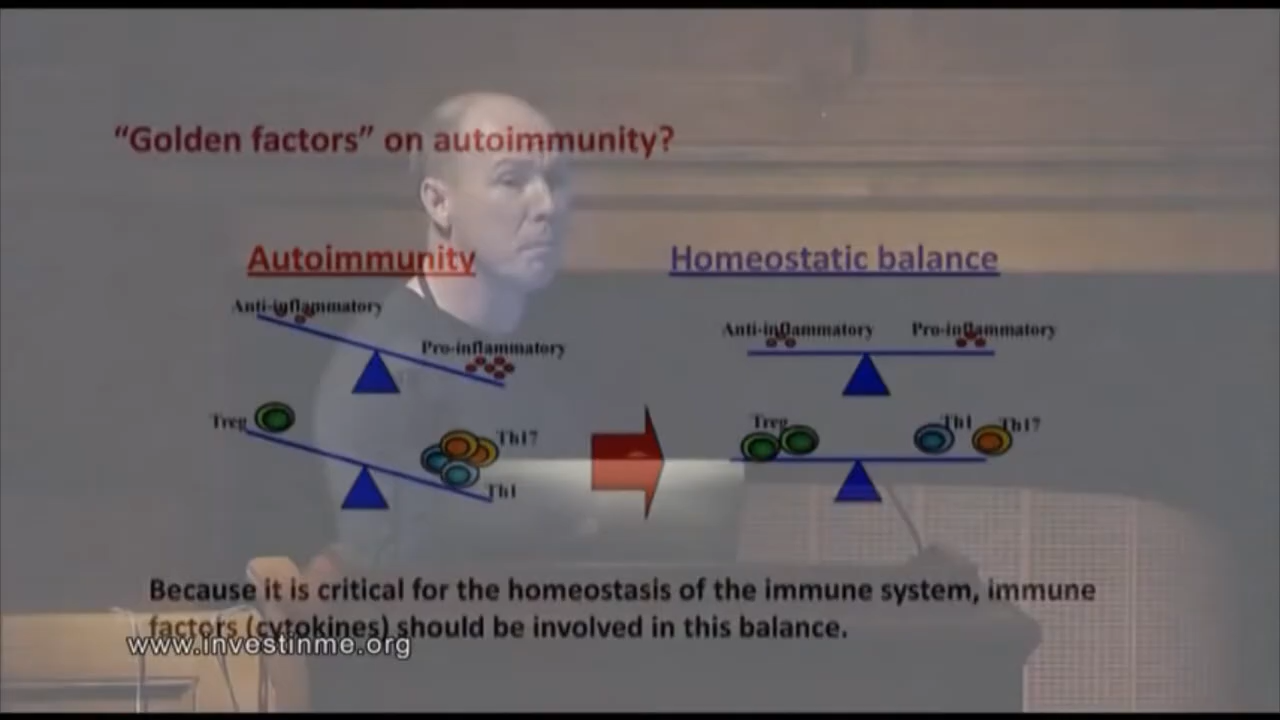 “Golden factors” on autoimmunity?
Autoimmunity
Homeostatic balance
Anti-inflammatory
Pro-inflammatory
Anti-inflammatory
Pro-inflammatory
Treg
Th17
Th1
Treg
Th1
Th17
Because it is critical for the homeostasis of the immune system, immune
factors (cytokines) should be involved in this balance.
www.investinme.org